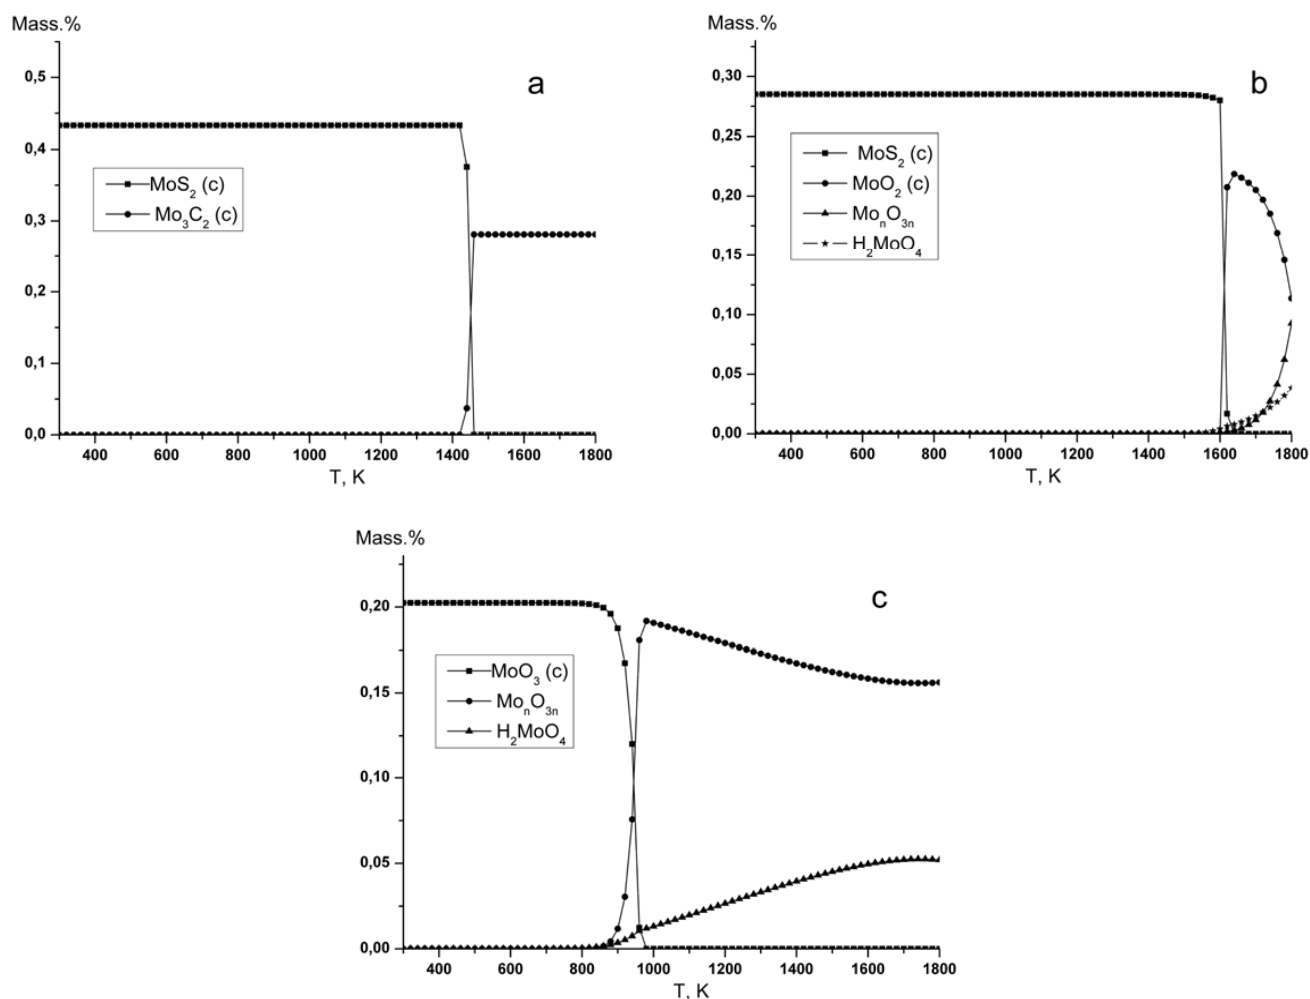 Mass.%
a
0,5
0,4
0,3
0,2
0,1
0,0
MoS2 (c)
Mo3C2 (c)
400 600 800 1000 1200 1400 1600 1800
T, K
Mass.%
b
0,30
0,25
0,20
0,15
0,10
0,05
0,00
MoS2 (c)
MoO2 (c)
MonO3n
H2MoO4
400 600 800 1000 1200 1400 1600 1800
T, K
Mass.%
c
0,20
0,15
0,10
0,05
0,00
MoO3 (c)
MonO3n
H2MoO4
400 600 800 1000 1200 1400 1600 1800
T, K